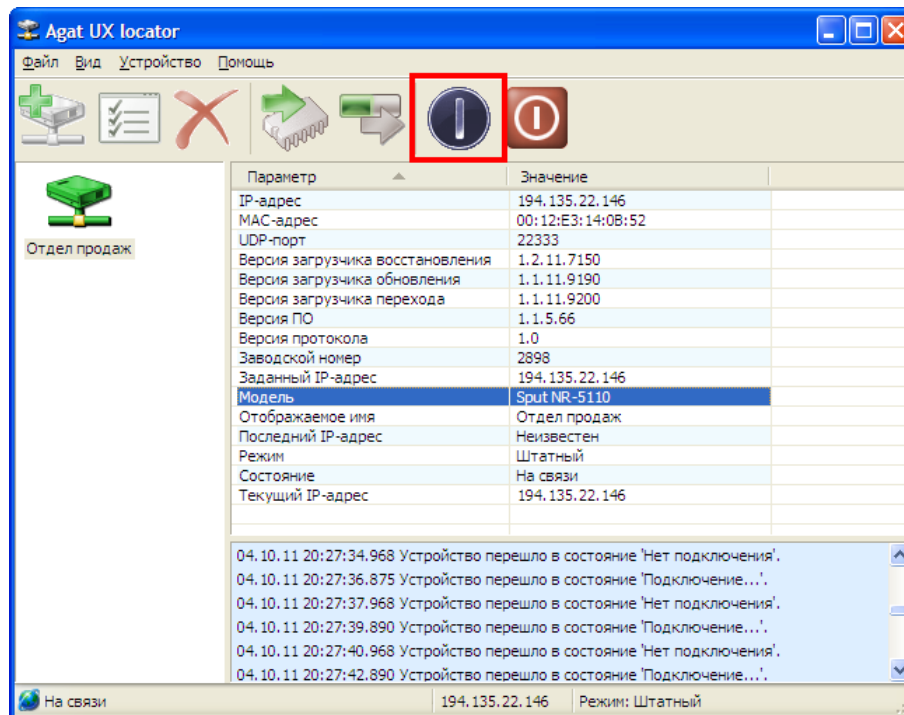 Agat UX locator
Файл Вид Устройство Помощь
Параметр Значение
IP-адрес 194.135.22.146
MAC-адрес 00:12:E3:14:0B:52
UDP-порт 22333
Версия загрузчика восстановления 1.2.11.7150
Версия загрузчика обновления 1.1.11.9190
Версия загрузчика перехода 1.1.11.9200
Версия ПО 1.1.5.66
Версия протокола 1.0
Заводской номер 2898
Заданный IP-адрес 194.135.22.146
Модель Sput NR-5110
Отображаемое имя Отдел продаж
Последний IP-адрес Неизвестен
Режим Штатный
Состояние На связи
Текущий IP-адрес 194.135.22.146
Отдел продаж
04.10.11 20:27:34.968 Устройство перешло в состояние 'Нет подключения'.
04.10.11 20:27:36.875 Устройство перешло в состояние 'Подключение...'.
04.10.11 20:27:37.968 Устройство перешло в состояние 'Нет подключения'.
04.10.11 20:27:39.890 Устройство перешло в состояние 'Подключение...'.
04.10.11 20:27:40.968 Устройство перешло в состояние 'Нет подключения'.
04.10.11 20:27:42.890 Устройство перешло в состояние 'Подключение...'.
На связи 194.135.22.146 Режим: Штатный